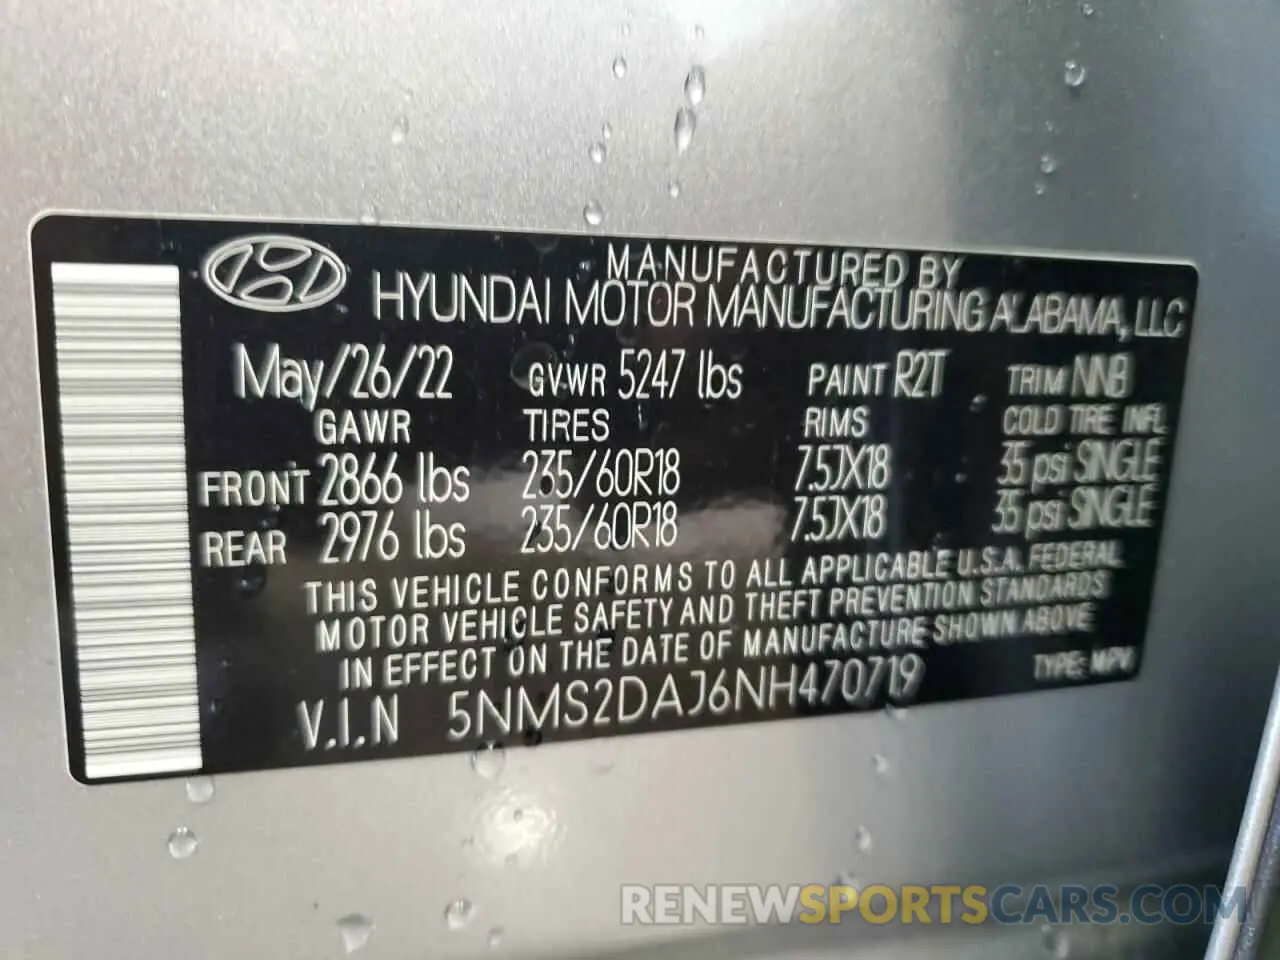 MANUFACTURED BY
HYUNDAI MOTOR MANUFACTURING ALABAMA, LLC
May/26/22 GVWR 5247 lbs PAINT R2T TRIM NNB
GAWR TIRES RIMS COLD TIRE INFL
FRONT 2866 lbs 235/60R18 7.5JX18 35 psi SINGLE
REAR 2976 lbs 235/60R18 7.5JX18 35 psi SINGLE
THIS VEHICLE CONFORMS TO ALL APPLICABLE U.S.A. FEDERAL
MOTOR VEHICLE SAFETY AND THEFT PREVENTION STANDARDS
IN EFFECT ON THE DATE OF MANUFACTURE SHOWN ABOVE
V.I.N 5NMS2DAJ6NH470719 TYPE: MPV
RENEWSPORTSCARS.COM